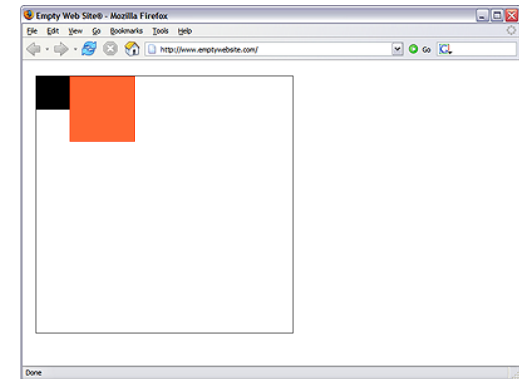 Empty Web Site® - Mozilla Firefox
File Edit View Go Bookmarks Tools Help
http://www.emptywebsite.com/ Go G
Done